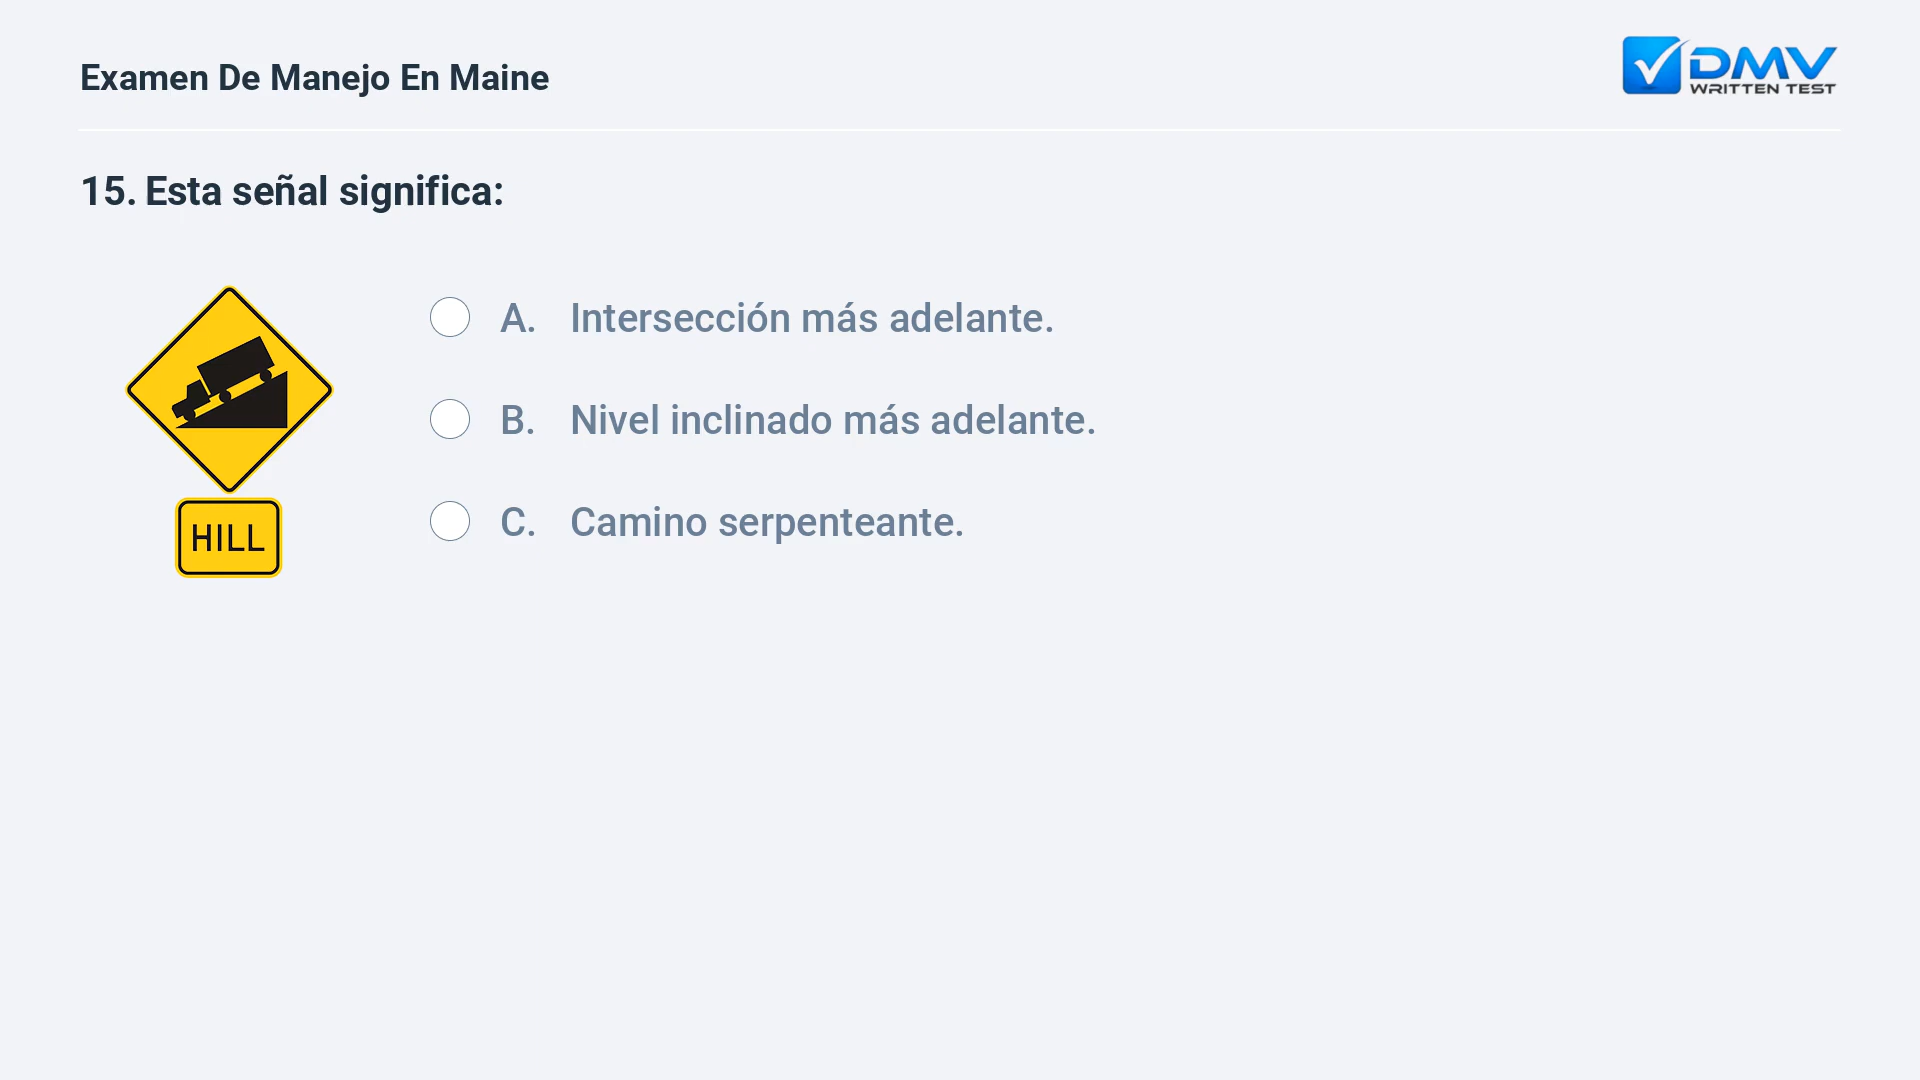 Examen De Manejo En Maine
DMV
WRITTEN TEST
15. Esta señal significa:
A. Intersección más adelante.
B. Nivel inclinado más adelante.
C. Camino serpenteante.
HILL